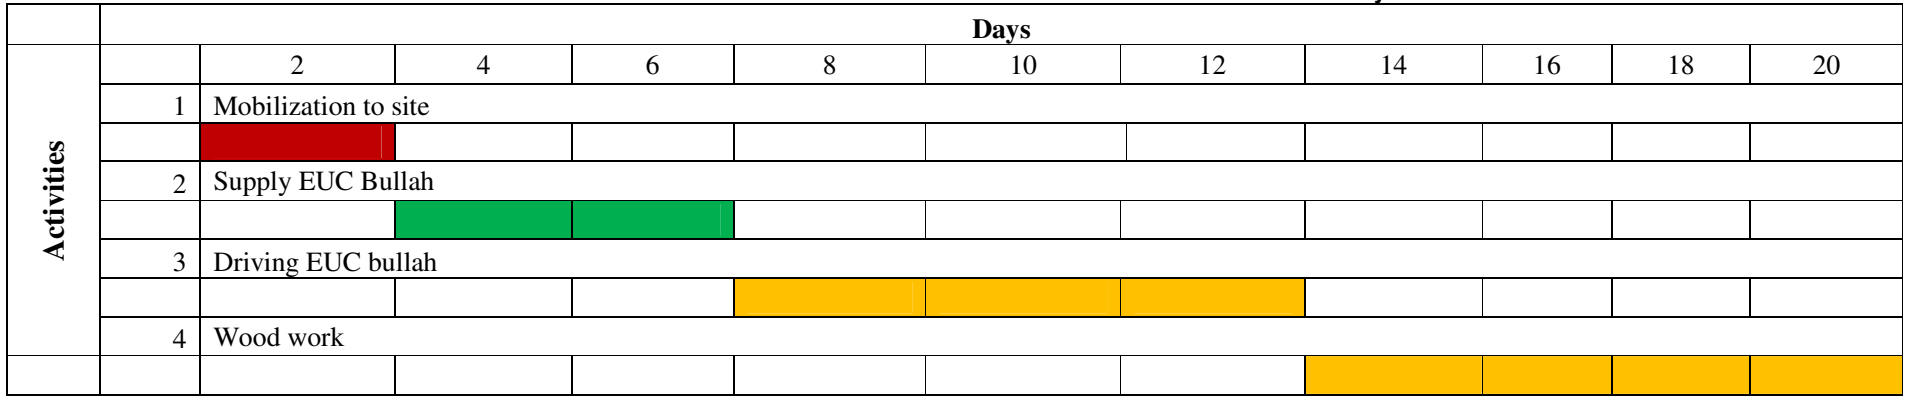 Days
2 4 6 8 10 12 14 16 18 20
Activities
1 Mobilization to site
2 Supply EUC Bullah
3 Driving EUC bullah
4 Wood work